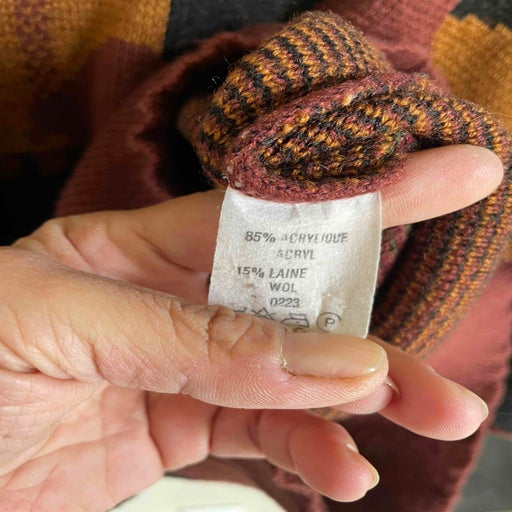 85% ACRYLIQUE
ACRYL
15% LAINE
WOL
0223
P